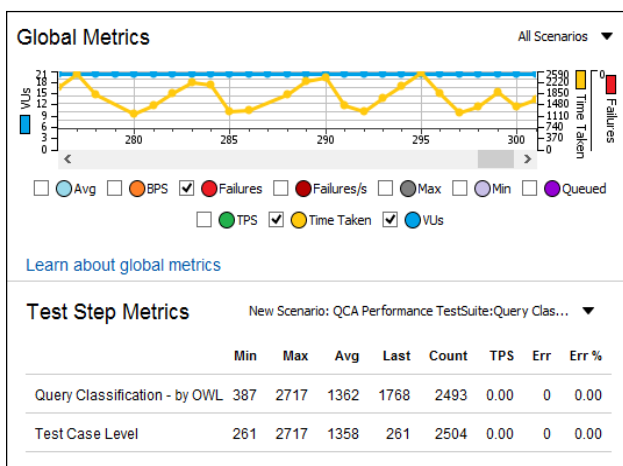 Global Metrics All Scenarios
21 2590
18 2220
15 1850
12 1480
9 1110
6 740
3 370
0 0
VUs Time Taken 0 Failures
280 285 290 295 300
Avg BPS Failures Failures/s Max Min Queued
TPS Time Taken VUs
Learn about global metrics
Test Step Metrics New Scenario: QCA Performance TestSuite:Query Clas...
Min Max Avg Last Count TPS Err Err %
Query Classification - by OWL 387 2717 1362 1768 2493 0.00 0 0.00
Test Case Level 261 2717 1358 261 2504 0.00 0 0.00